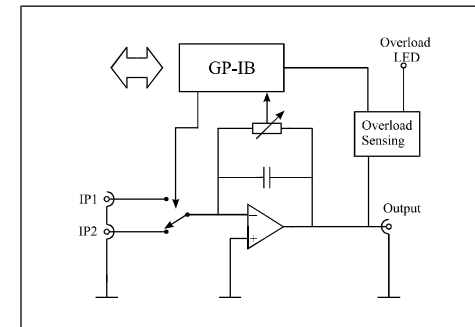 Overload
LED
GP-IB
Overload
Sensing
IP1
IP2
Output
−
+